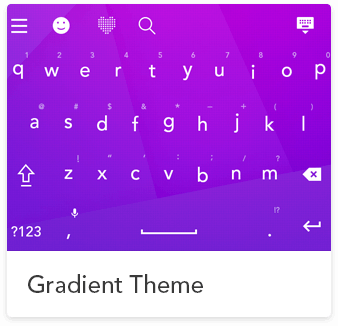 1 2 3 4 5 6 7 8 9 0
q w e r t y u i o p
@ # $ & * - + ( )
a s d f g h j k l
! " ' : ; / ?
z x c v b n m
!?
?123 , .
Gradient Theme